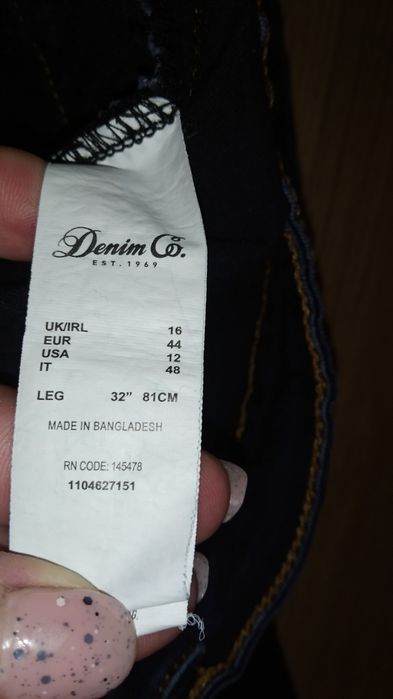 Denim Co.
EST. 1969
UK/IRL 16
EUR 44
USA 12
IT 48
LEG 32" 81CM
MADE IN BANGLADESH
RN CODE: 145478
1104627151